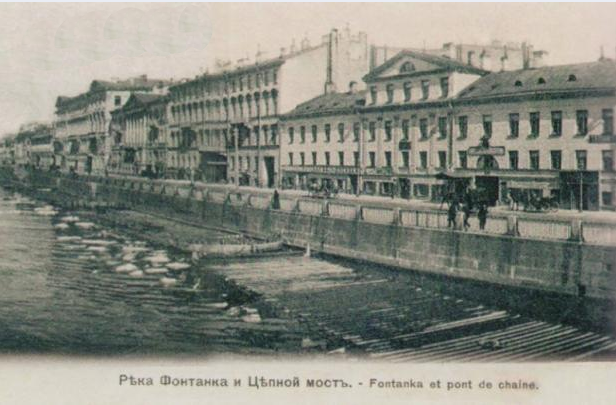 Рѣка Фонтанка и Цѣпной мостъ. - Fontanka et pont de chaine.